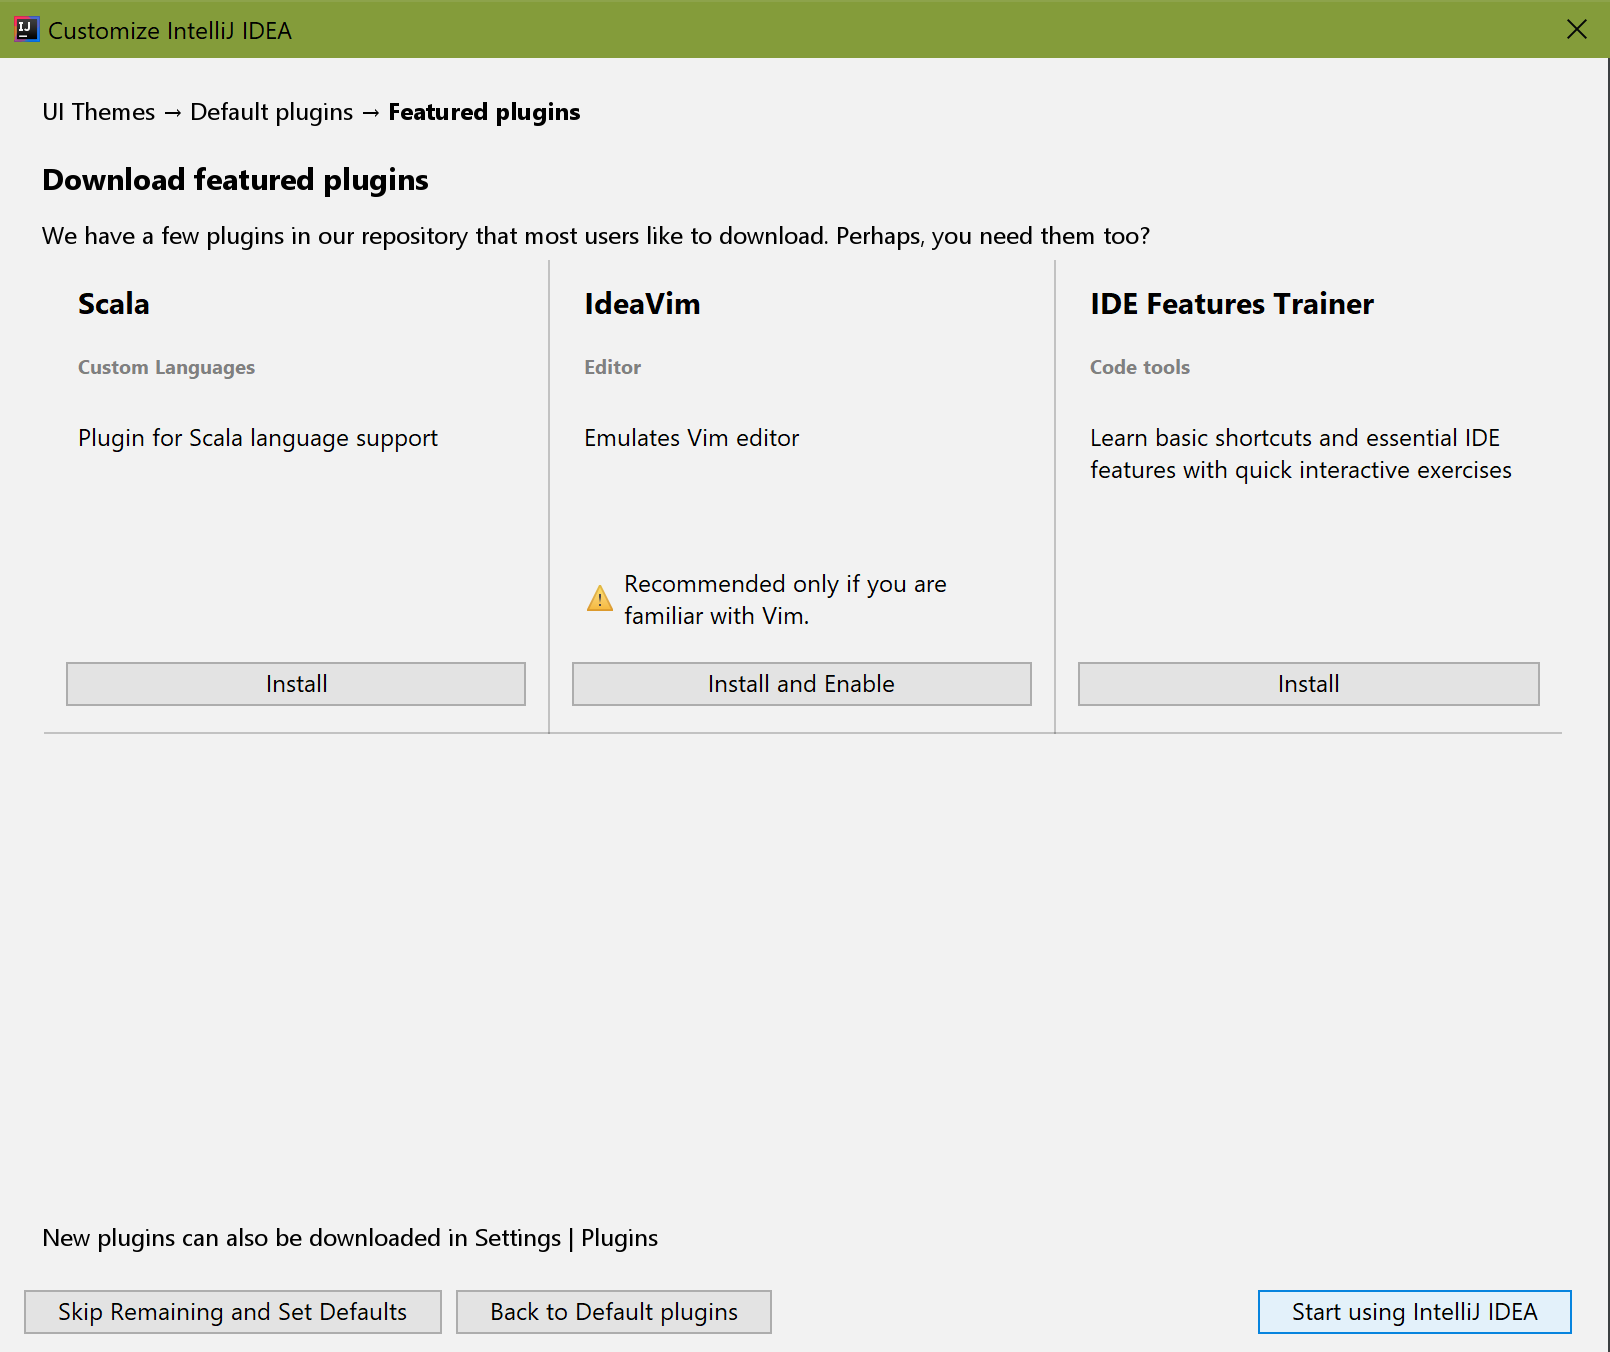 Customize IntelliJ IDEA
UI Themes → Default plugins → Featured plugins
Download featured plugins
We have a few plugins in our repository that most users like to download. Perhaps, you need them too?
Scala
Custom Languages
Plugin for Scala language support
Install
IdeaVim
Editor
Emulates Vim editor
Recommended only if you are
familiar with Vim.
Install and Enable
IDE Features Trainer
Code tools
Learn basic shortcuts and essential IDE
features with quick interactive exercises
Install
New plugins can also be downloaded in Settings | Plugins
Skip Remaining and Set Defaults
Back to Default plugins
Start using IntelliJ IDEA